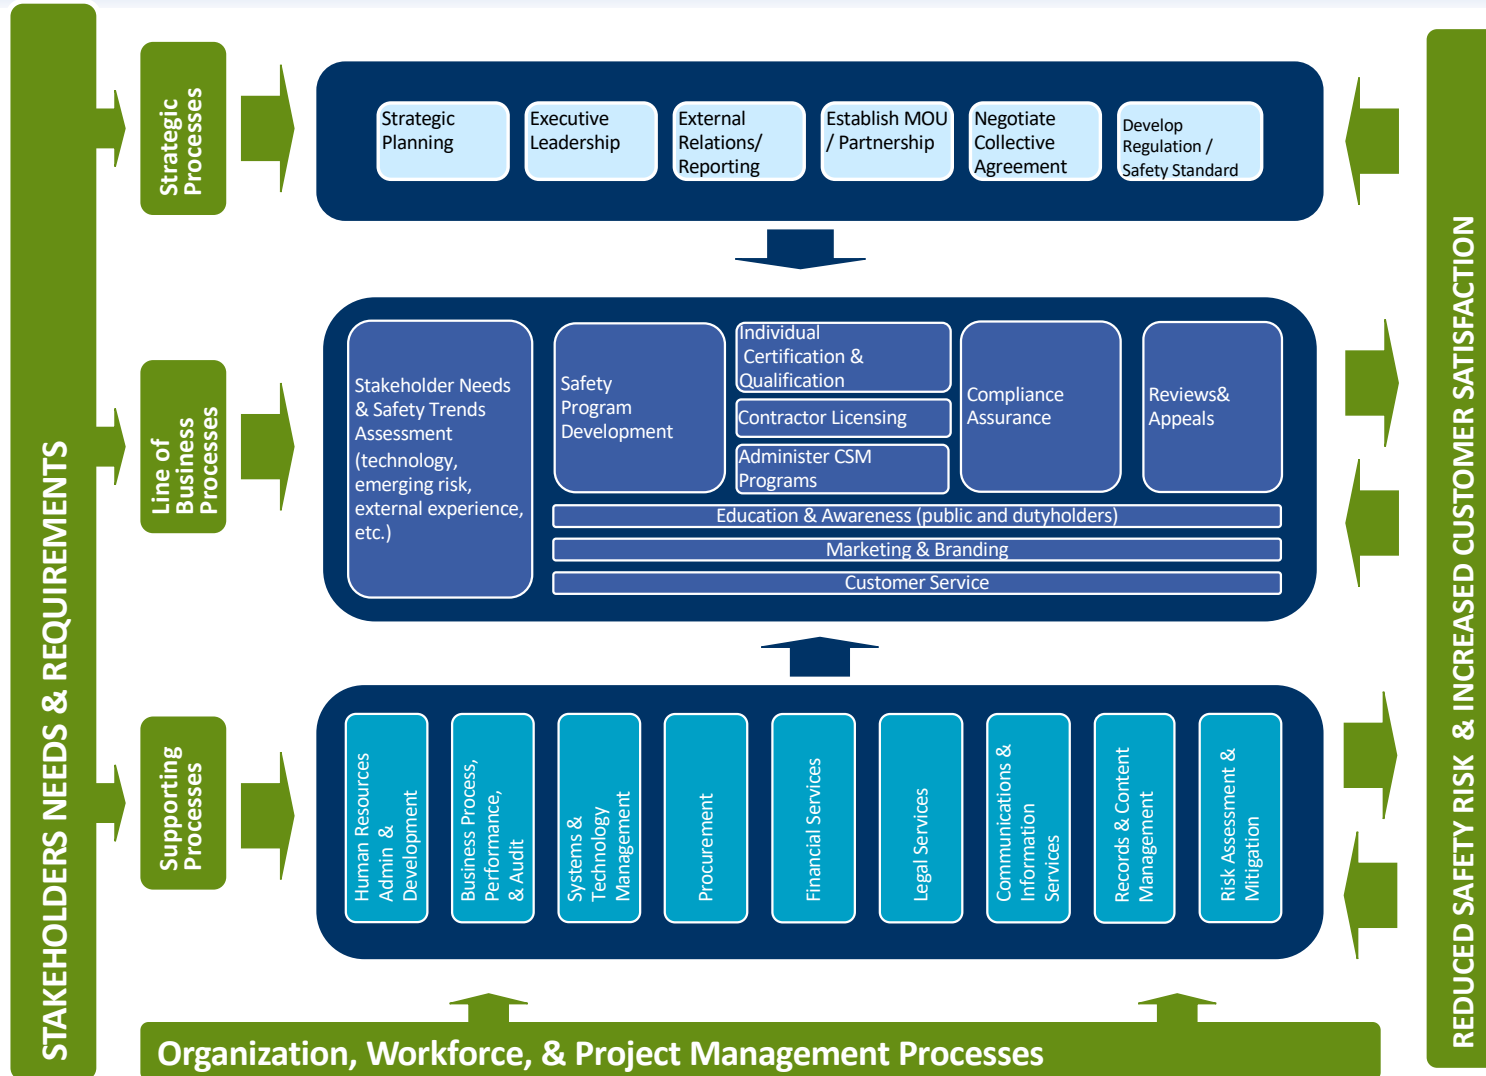 STAKEHOLDERS NEEDS & REQUIREMENTS
Strategic
Processes
Strategic
Planning
Executive
Leadership
External
Relations/
Reporting
Establish MOU
/ Partnership
Negotiate
Collective
Agreement
Develop
Regulation /
Safety Standard
Line of
Business
Processes
Stakeholder Needs
& Safety Trends
Assessment
(technology,
emerging risk,
external experience,
etc.)
Safety
Program
Development
Individual
Certification &
Qualification
Contractor Licensing
Administer CSM
Programs
Compliance
Assurance
Reviews&
Appeals
Education & Awareness (public and dutyholders)
Marketing & Branding
Customer Service
Supporting
Processes
Human Resources
Admin &
Development
Business Process,
Performance,
& Audit
Systems &
Technology
Management
Procurement
Financial Services
Legal Services
Communications &
Information
Services
Records & Content
Management
Risk Assessment &
Mitigation
Organization, Workforce, & Project Management Processes
REDUCED SAFETY RISK & INCREASED CUSTOMER SATISFACTION